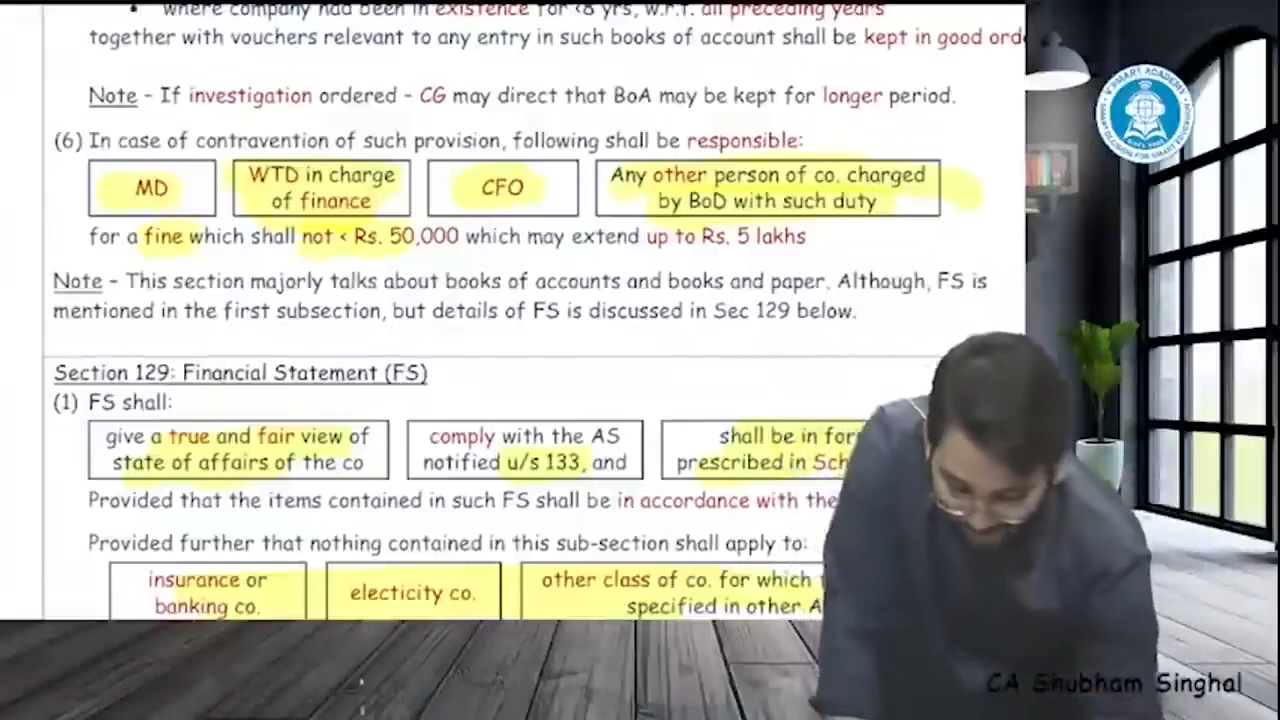 where company had been in existence for <8 yrs, w.r.t. all preceding years
together with vouchers relevant to any entry in such books of account shall be kept in good
Note - If investigation ordered - CG may direct that BoA may be kept for longer period.
(6) In case of contravention of such provision, following shall be responsible:
MD
WTD in charge
of finance
CFO
Any other person of co. charged
by BoD with such duty
for a fine which shall not < Rs. 50,000 which may extend up to Rs. 5 lakhs
Note - This section majorly talks about books of accounts and books and paper. Although, FS is
mentioned in the first subsection, but details of FS is discussed in Sec 129 below.
Section 129: Financial Statement (FS)
(1) FS shall:
give a true and fair view of
state of affairs of the co
comply with the AS
notified u/s 133, and
shall be in
prescribed in
Provided that the items contained in such FS shall be in accordance with the
Provided further that nothing contained in this sub-section shall apply to:
insurance or
banking co.
electicity co.
other class of co. for which
specified in other
CA Shubham Singhal